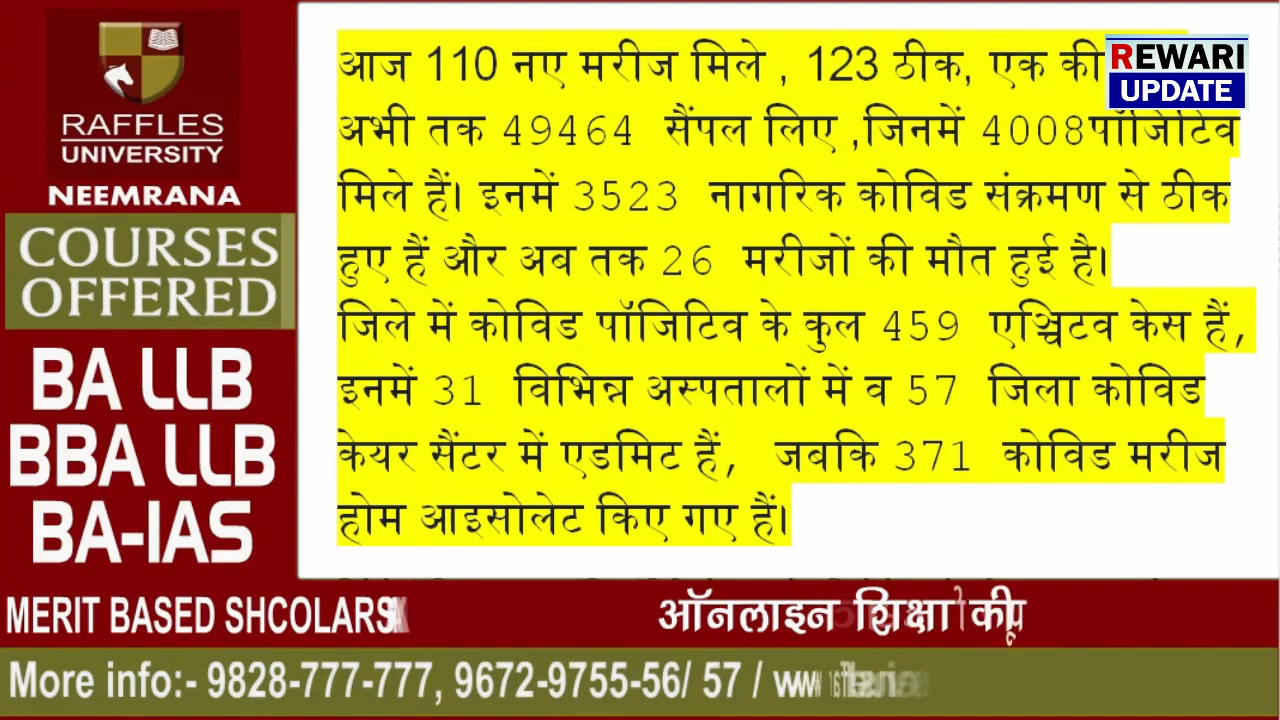 RAFFLES
UNIVERSITY
NEEMRANA
COURSES
OFFERED
BA LLB
BBA LLB
BA-IAS
REWARI
UPDATE
आज 110 नए मरीज मिले , 123 ठीक, एक की
अभी तक 49464 सैंपल लिए ,जिनमें 4008पॉजिटिव
मिले हैं। इनमें 3523 नागरिक कोविड संक्रमण से ठीक
हुए हैं और अब तक 26 मरीजों की मौत हुई है।
जिले में कोविड पॉजिटिव के कुल 459 एक्टिव केस हैं,
इनमें 31 विभिन्न अस्पतालों में व 57 जिला कोविड
केयर सैंटर में एडमिट हैं, जबकि 371 कोविड मरीज
होम आइसोलेट किए गए हैं।
MERIT BASED SHCOLARS
ऑनलाइन शिक्षा की
More info:- 9828-777-777, 9672-9755-56/ 57 /